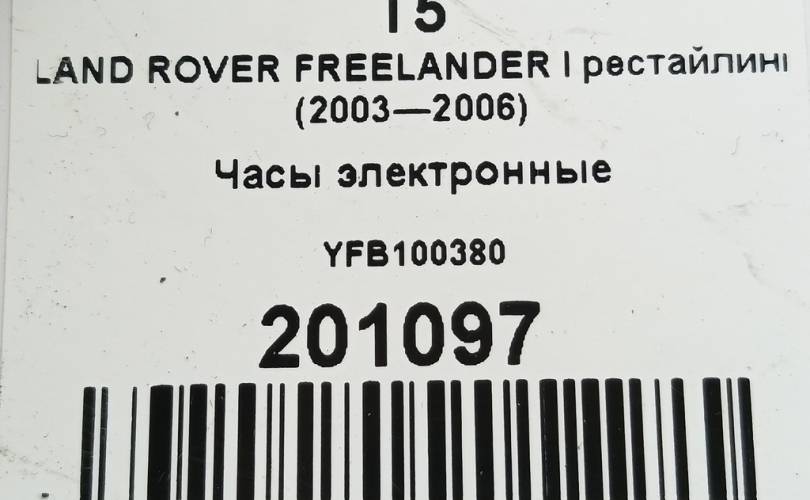 15
LAND ROVER FREELANDER I рестайлинг
(2003—2006)
Часы электронные
YFB100380
201097